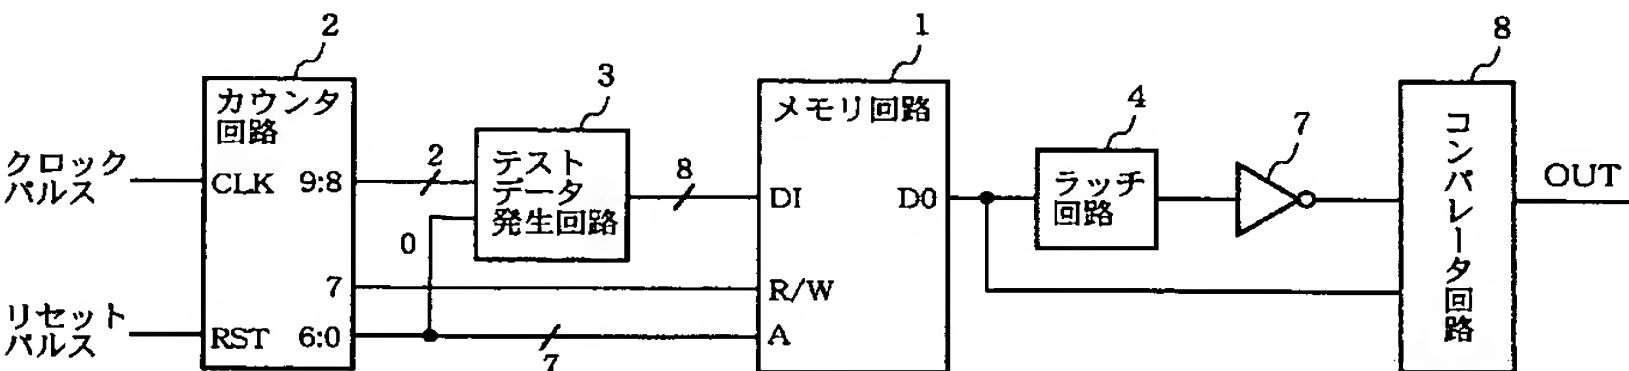 2
カウンタ
回路
クロック
パルス
CLK
9:8
7
リセット
パルス
RST
6:0
2
0
7
3
テスト
データ
発生回路
8
1
メモリ回路
DI
D0
R/W
A
4
ラッチ
回路
7
8
コンパレータ回路
OUT